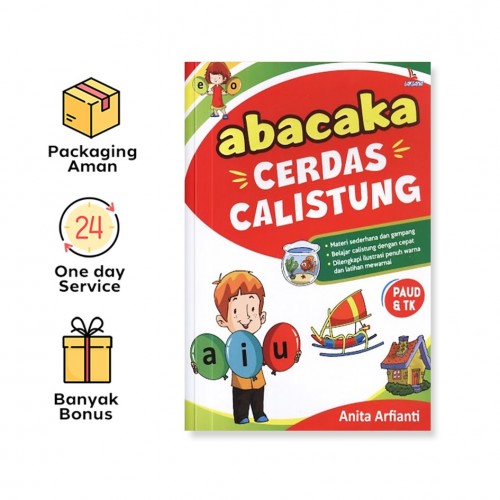 Packaging
Aman
24
One day
Service
Banyak
Bonus
Laksana
e o
abacaka
CERDAS
CALISTUNG
• Materi sederhana dan gampang
• Belajar calistung dengan cepat
• Dilengkapi ilustrasi penuh warna
dan latihan mewarnai
PAUD
& TK
a i u
Anita Arfianti